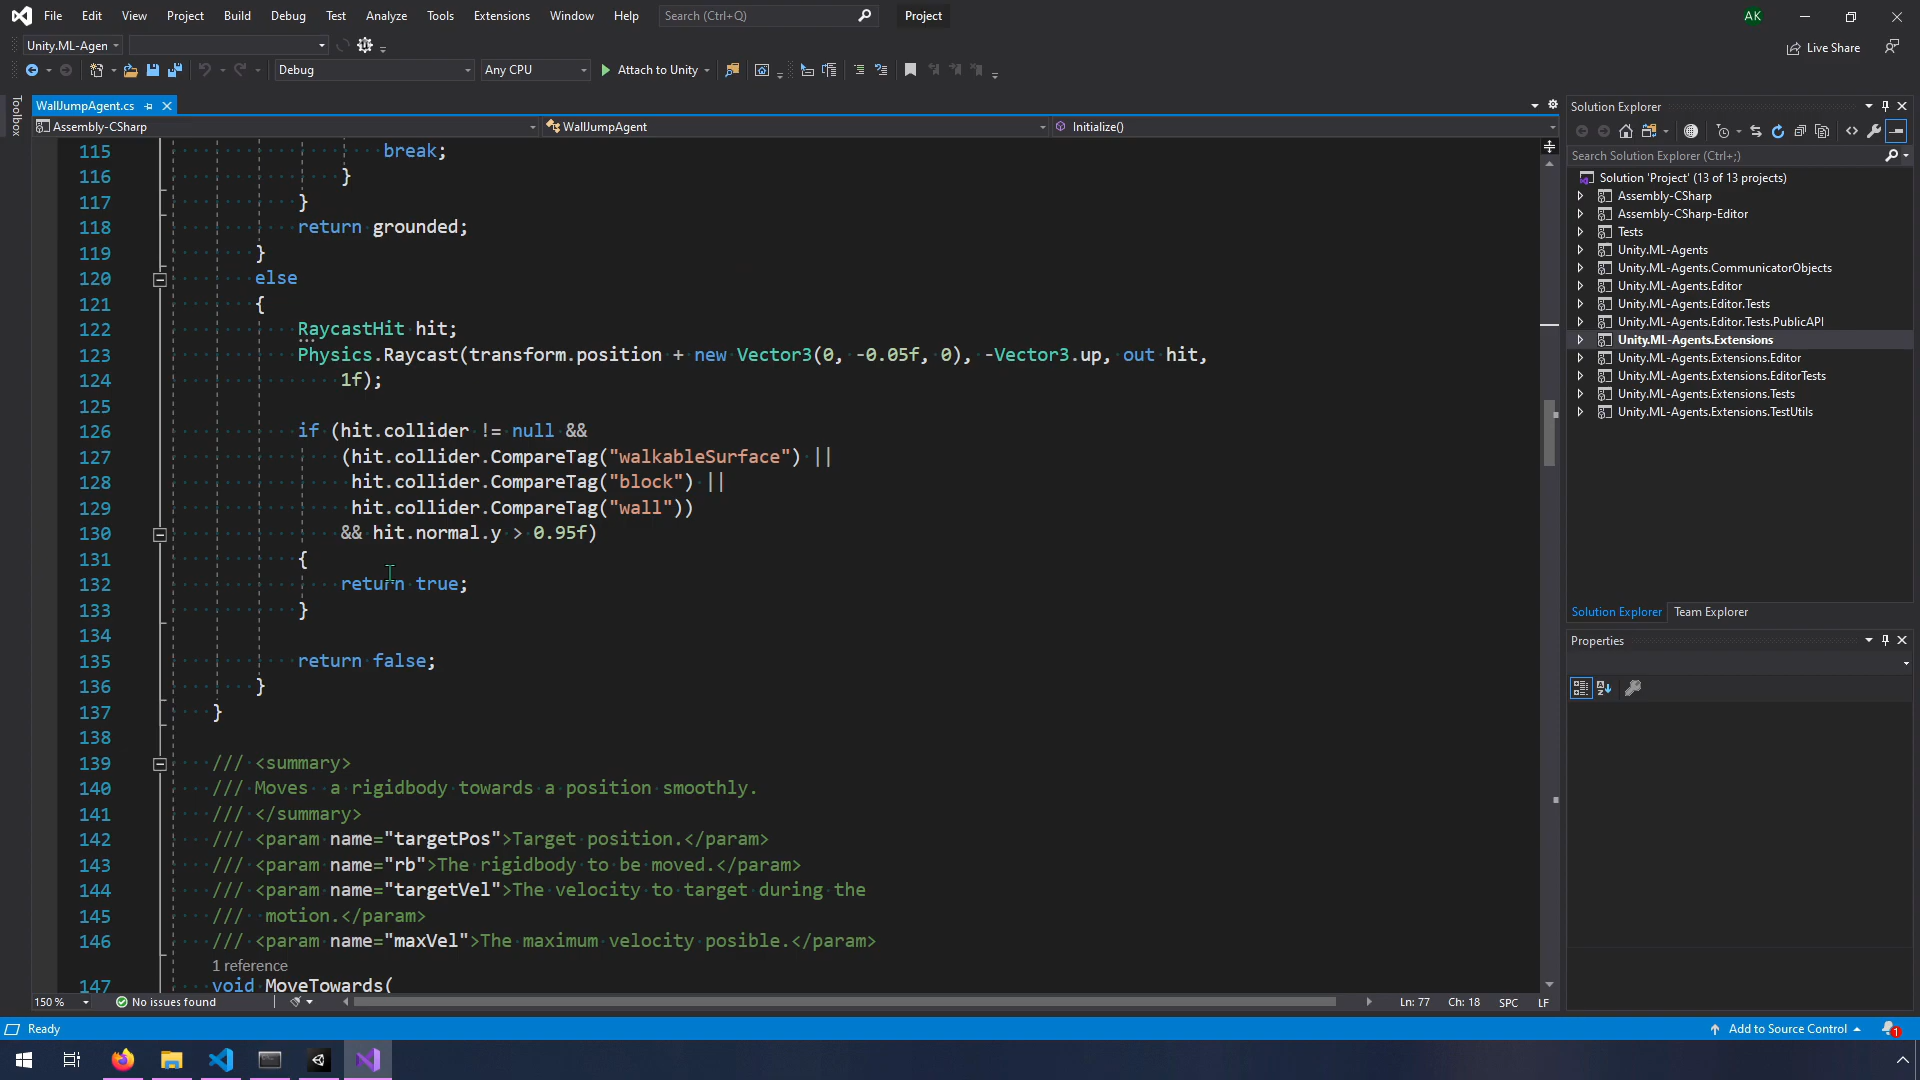 File Edit View Project Build Debug Test Analyze Tools Extensions Window Help Search (Ctrl+Q) Project AK
Unity.ML-Agen
Live Share
Debug Any CPU Attach to Unity
Toolbox
WallJumpAgent.cs
Assembly-CSharp WallJumpAgent Initialize()
115 break;
116 }
117 }
118 return grounded;
119 }
120 else
121 {
122 RaycastHit hit;
123 Physics.Raycast(transform.position + new Vector3(0, -0.05f, 0), -Vector3.up, out hit,
124 1f);
125
126 if (hit.collider != null &&
127 (hit.collider.CompareTag("walkableSurface") ||
128 hit.collider.CompareTag("block") ||
129 hit.collider.CompareTag("wall"))
130 && hit.normal.y > 0.95f)
131 {
132 return true;
133 }
134
135 return false;
136 }
137 }
138
139 /// <summary>
140 /// Moves  a rigidbody towards a position smoothly.
141 /// </summary>
142 /// <param name="targetPos">Target position.</param>
143 /// <param name="rb">The rigidbody to be moved.</param>
144 /// <param name="targetVel">The velocity to target during the
145 ///  motion.</param>
146 /// <param name="maxVel">The maximum velocity posible.</param>
1 reference
147 void MoveTowards(
150 % No issues found Ln: 77 Ch: 18 SPC LF
Solution Explorer
Search Solution Explorer (Ctrl+;)
Solution 'Project' (13 of 13 projects)
Assembly-CSharp
Assembly-CSharp-Editor
Tests
Unity.ML-Agents
Unity.ML-Agents.CommunicatorObjects
Unity.ML-Agents.Editor
Unity.ML-Agents.Editor.Tests
Unity.ML-Agents.Editor.Tests.PublicAPI
Unity.ML-Agents.Extensions
Unity.ML-Agents.Extensions.Editor
Unity.ML-Agents.Extensions.EditorTests
Unity.ML-Agents.Extensions.Tests
Unity.ML-Agents.Extensions.TestUtils
Solution Explorer Team Explorer
Properties
Ready Add to Source Control 1